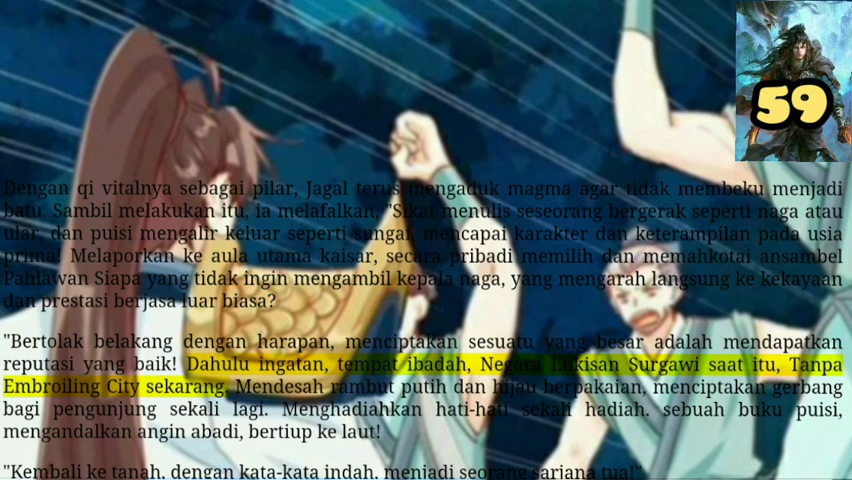 59
Dengan qi vitalnya sebagai pilar, Jagal terus mengaduk magma agar tidak membeku menjadi
batu. Sambil melakukan itu, ia melafalkan, "Sikat menulis seseorang bergerak seperti naga atau
ular, dan puisi mengalir keluar seperti sungai, mencapai karakter dan keterampilan pada usia
prima! Melaporkan ke aula utama kaisar, secara pribadi memilih dan memahkotai ansambel
Pahlawan Siapa yang tidak ingin mengambil kepala naga, yang mengarah langsung ke kekayaan
dan prestasi berjasa luar biasa?
"Bertolak belakang dengan harapan, menciptakan sesuatu yang besar adalah mendapatkan
reputasi yang baik! Dahulu ingatan, tempat ibadah, Negara Lukisan Surgawi saat itu, Tanpa
Embroiling City sekarang. Mendesah rambut putih dan hijau berpakaian, menciptakan gerbang
bagi pengunjung sekali lagi. Menghadiahkan hati-hati sekali hadiah. sebuah buku puisi,
mengandalkan angin abadi, bertiup ke laut!
"Kembali ke tanah, dengan kata-kata indah, menjadi seorang sarjana tua!"